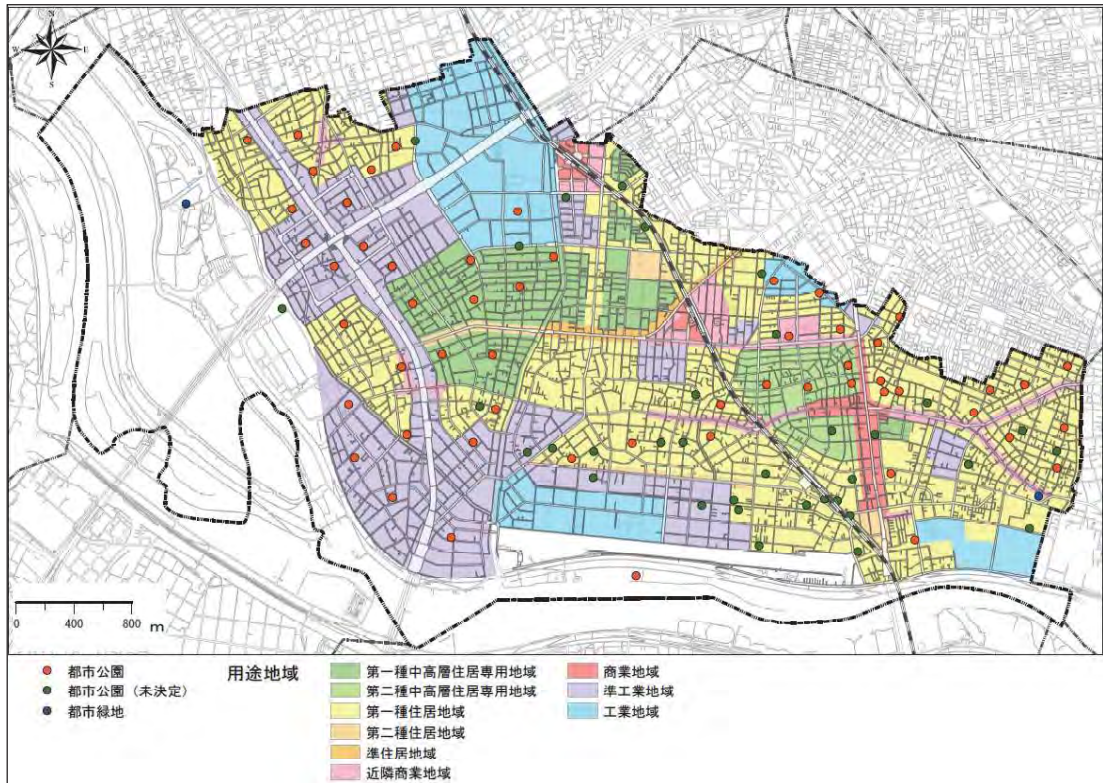 N
W E
S
0 400 800 m
都市公園
都市公園（未決定）
都市緑地
用途地域
第一種中高層住居専用地域
第二種中高層住居専用地域
第一種住居地域
第二種住居地域
準住居地域
近隣商業地域
商業地域
準工業地域
工業地域